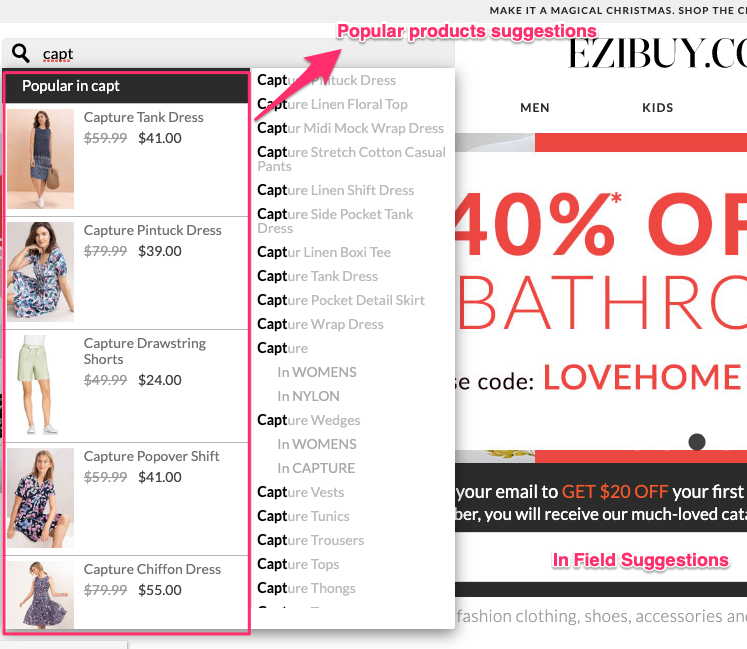 MAKE IT A MAGICAL CHRISTMAS. SHOP THE C
Popular products suggestions
capt
EZIBUY.CO
MEN
KIDS
Popular in capt
Capture Tank Dress
$59.99 $41.00
Capture Pintuck Dress
$79.99 $39.00
Capture Drawstring
Shorts
$49.99 $24.00
Capture Popover Shift
$59.99 $41.00
Capture Chiffon Dress
$79.99 $55.00
Capture Pintuck Dress
Capture Linen Floral Top
Captur Midi Mock Wrap Dress
Capture Stretch Cotton Casual
Pants
Capture Linen Shift Dress
Capture Side Pocket Tank
Dress
Captur Linen Boxi Tee
Capture Tank Dress
Capture Pocket Detail Skirt
Capture Wrap Dress
Capture
In WOMENS
In NYLON
Capture Wedges
In WOMENS
In CAPTURE
Capture Vests
Capture Tunics
Capture Trousers
Capture Tops
Capture Thongs
40%* OF
BATHRO
se code: LOVEHOME
your email to GET $20 OFF your first
ber, you will receive our much-loved cata
In Field Suggestions
fashion clothing, shoes, accessories and